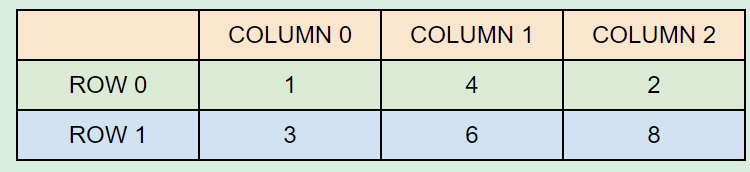 COLUMN 0 COLUMN 1 COLUMN 2
ROW 0 1 4 2
ROW 1 3 6 8